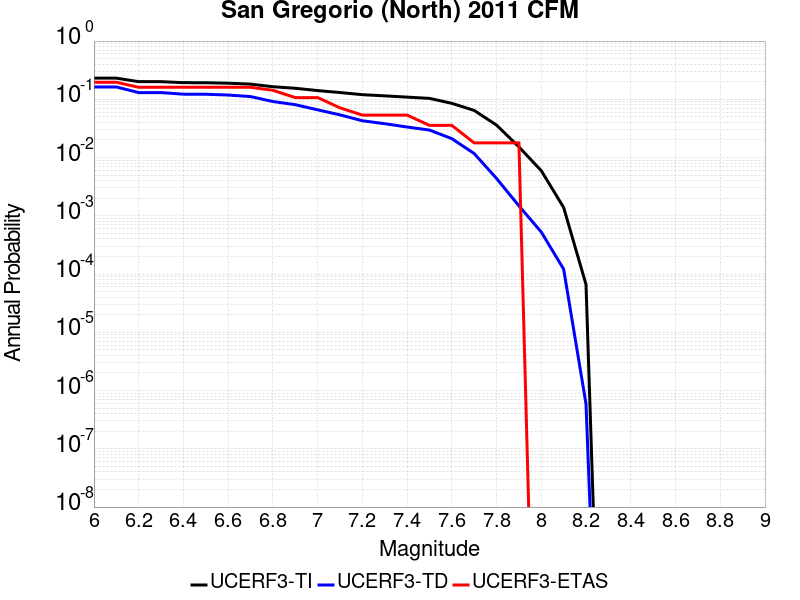 San Gregorio (North) 2011 CFM
10^0
10^-1
10^-2
10^-3
10^-4
10^-5
10^-6
10^-7
10^-8
Annual Probability
6 6.2 6.4 6.6 6.8 7 7.2 7.4 7.6 7.8 8 8.2 8.4 8.6 8.8 9
Magnitude
UCERF3-TI UCERF3-TD UCERF3-ETAS